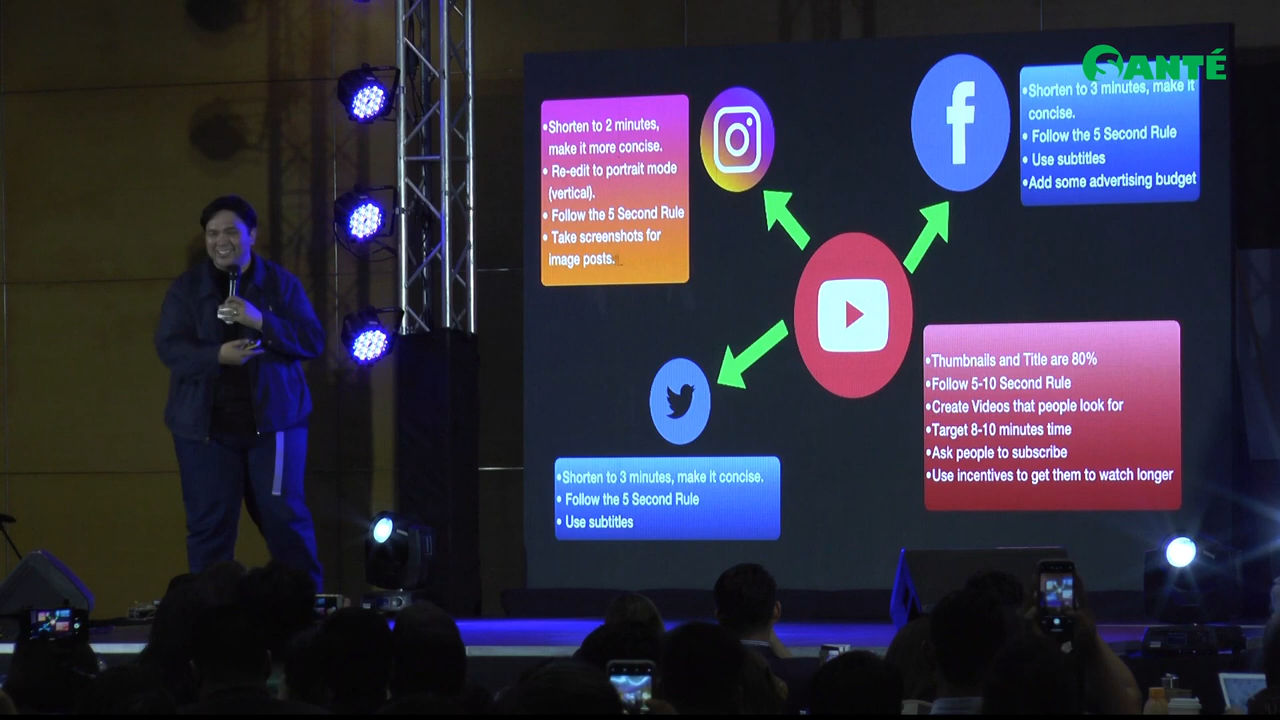 SANTÉ
•Shorten to 2 minutes,
make it more concise.
• Re-edit to portrait mode
(vertical).
• Follow the 5 Second Rule
• Take screenshots for
image posts.
f
•Shorten to 3 minutes, make it
concise.
• Follow the 5 Second Rule
• Use subtitles
•Add some advertising budget
•Thumbnails and Title are 80%
•Follow 5-10 Second Rule
•Create Videos that people look for
•Target 8-10 minutes time
•Ask people to subscribe
•Use incentives to get them to watch longer
•Shorten to 3 minutes, make it concise.
• Follow the 5 Second Rule
• Use subtitles